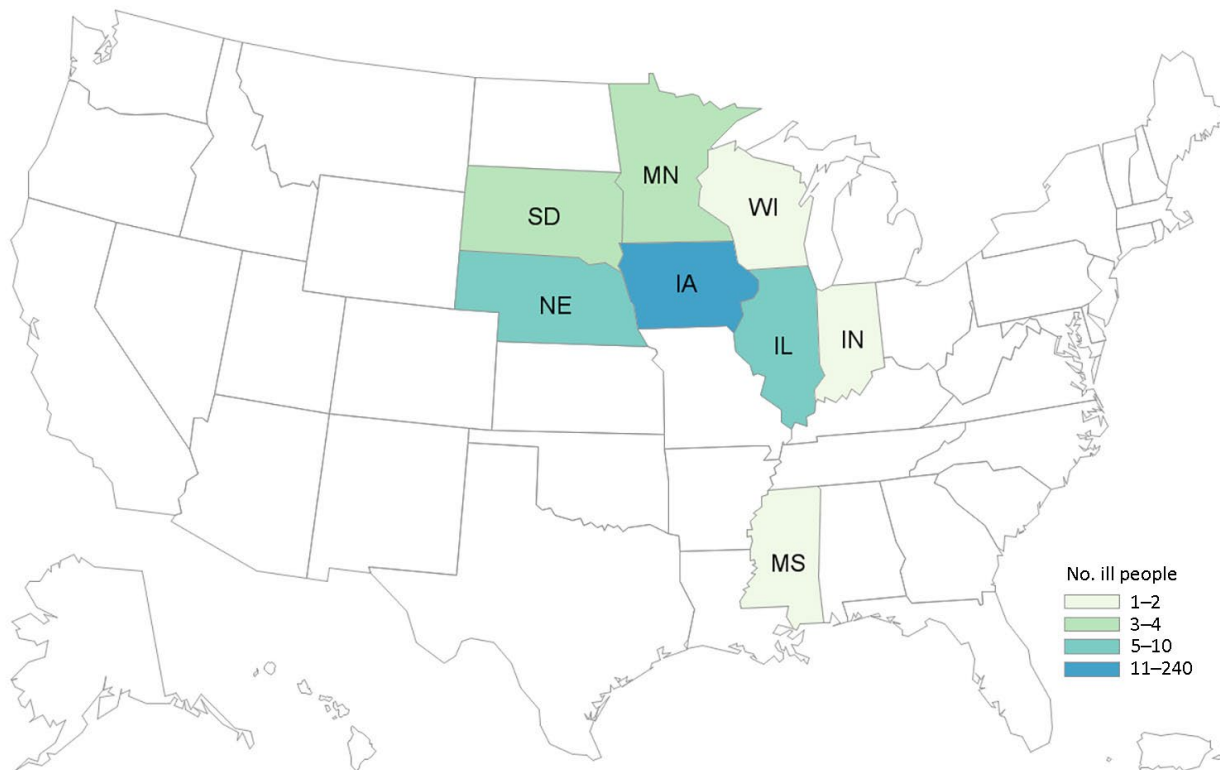 MN
WI
SD
IA
NE
IL
IN
MS
No. ill people
1–2
3–4
5–10
11–240